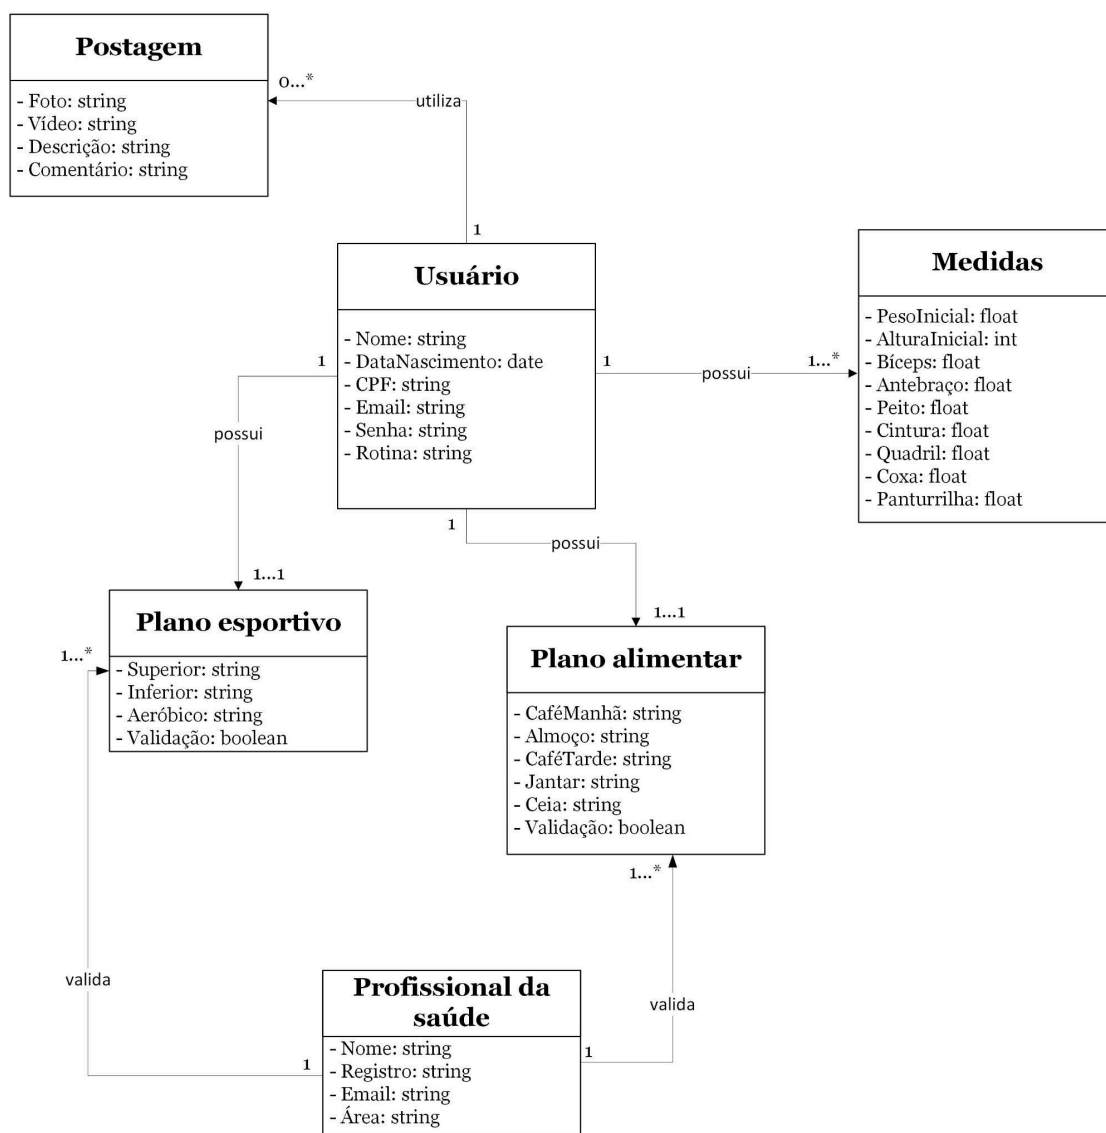 Postagem
- Foto: string
- Vídeo: string
- Descrição: string
- Comentário: string
0...*
utiliza
1
Usuário
- Nome: string
- DataNascimento: date
- CPF: string
- Email: string
- Senha: string
- Rotina: string
1
possui
1...*
Medidas
- PesoInicial: float
- AlturaInicial: int
- Bíceps: float
- Antebraço: float
- Peito: float
- Cintura: float
- Quadril: float
- Coxa: float
- Panturrilha: float
1
possui
1...1
Plano esportivo
- Superior: string
- Inferior: string
- Aeróbico: string
- Validação: boolean
1
possui
1...1
Plano alimentar
- CaféManhã: string
- Almoço: string
- CaféTarde: string
- Jantar: string
- Ceia: string
- Validação: boolean
1...*
valida
1
1...*
valida
1
Profissional da
saúde
- Nome: string
- Registro: string
- Email: string
- Área: string